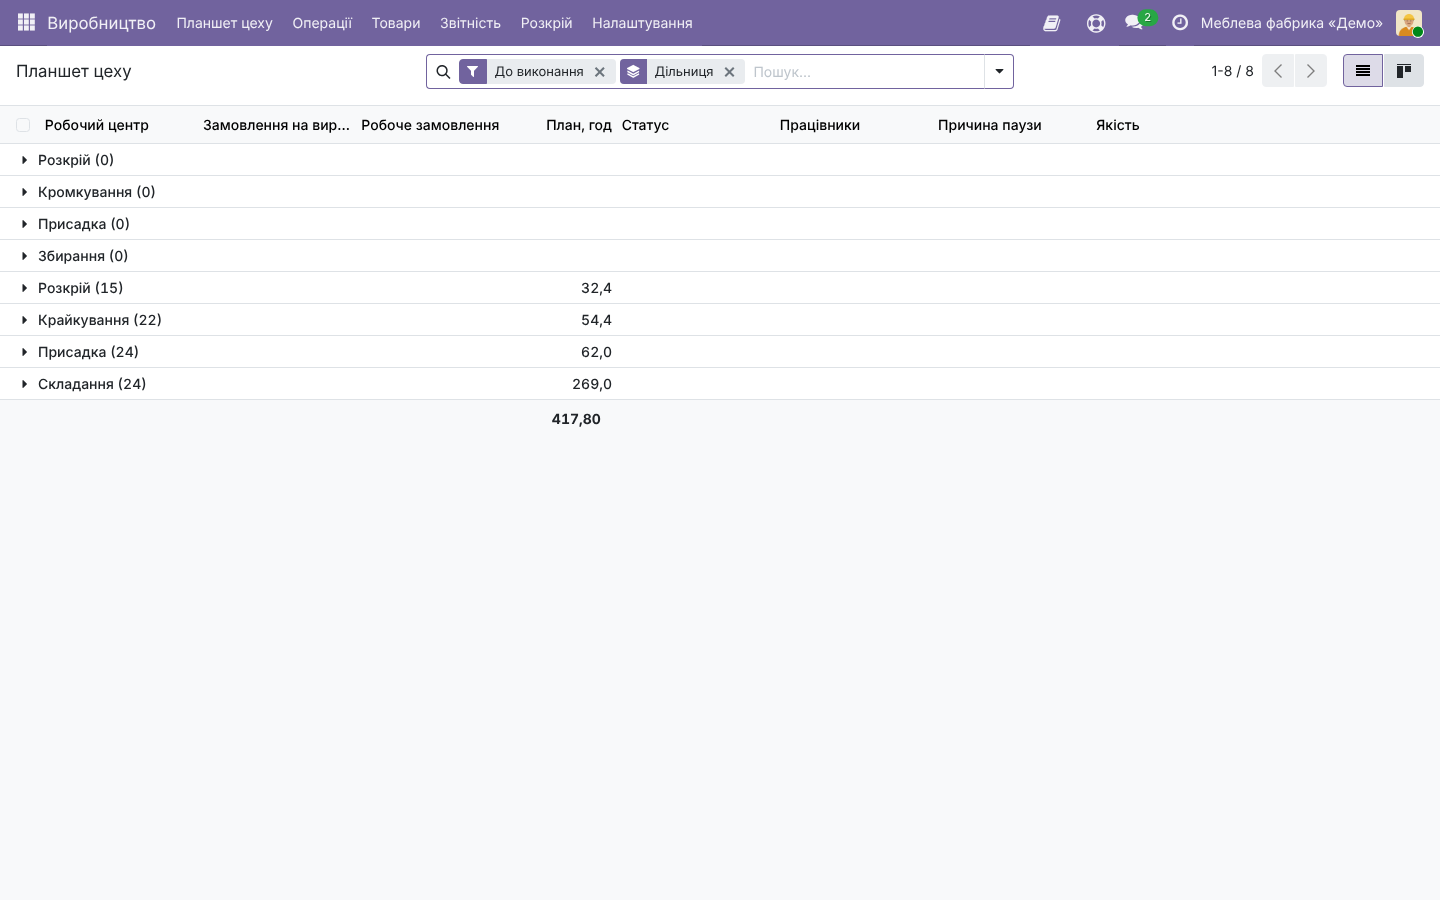 Виробництво Планшет цеху Операції Товари Звітність Розкрій Налаштування 2 Меблева фабрика «Демо»
Планшет цеху До виконання Дільниця Пошук... 1-8 / 8
Робочий центр Замовлення на вир... Робоче замовлення План, год Статус Працівники Причина паузи Якість
Розкрій (0)
Кромкування (0)
Присадка (0)
Збирання (0)
Розкрій (15) 32,4
Крайкування (22) 54,4
Присадка (24) 62,0
Складання (24) 269,0
417,80